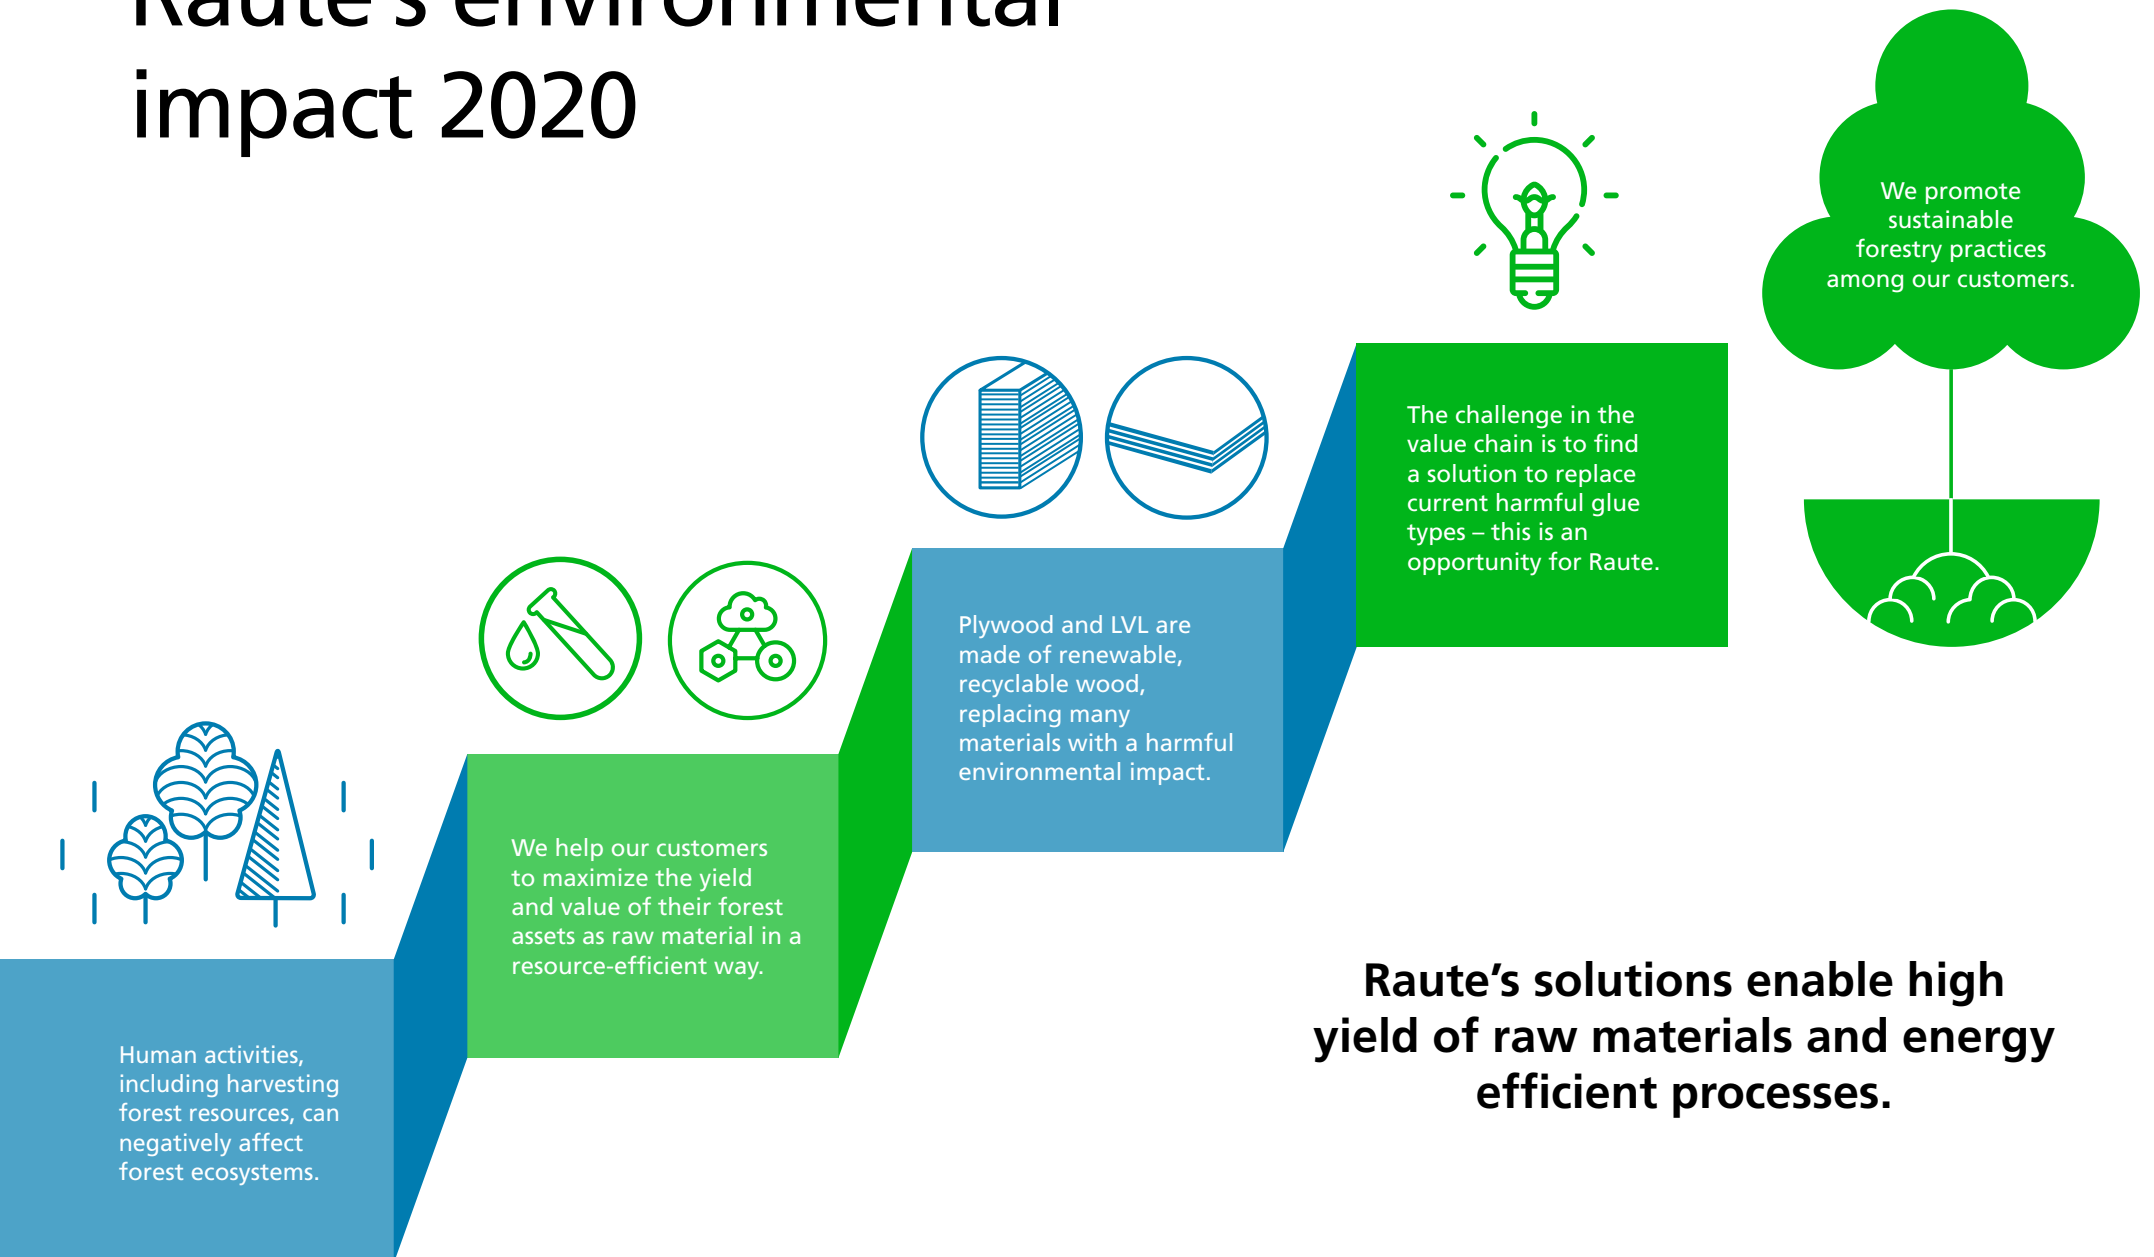 Raute’s environmental
impact 2020
We promote
sustainable
forestry practices
among our customers.
The challenge in the
value chain is to find
a solution to replace
current harmful glue
types – this is an
opportunity for Raute.
Plywood and LVL are
made of renewable,
recyclable wood,
replacing many
materials with a harmful
environmental impact.
We help our customers
to maximize the yield
and value of their forest
assets as raw material in a
resource-efficient way.
Human activities,
including harvesting
forest resources, can
negatively affect
forest ecosystems.
Raute’s solutions enable high
yield of raw materials and energy
efficient processes.